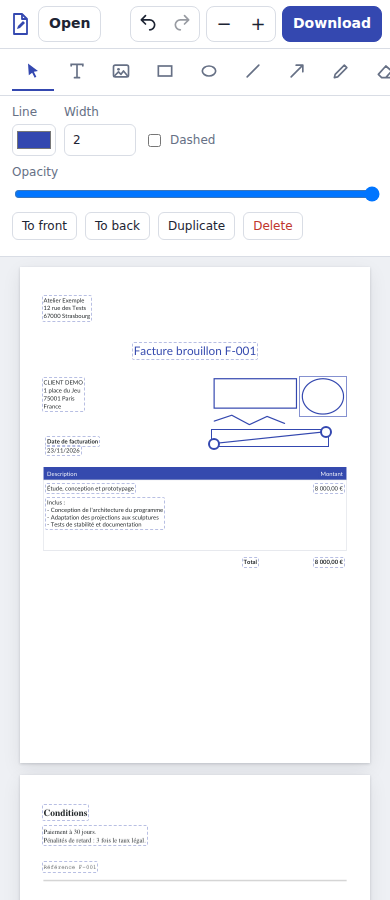 Open
Download
Line
Width
2
Dashed
Opacity
To front
To back
Duplicate
Delete
Atelier Exemple
12 rue des Tests
67000 Strasbourg
Facture brouillon F-001
CLIENT DEMO
1 place du Jeu
75001 Paris
France
Date de facturation
23/11/2026
Description Montant
Étude, conception et prototypage 8 000,00 €
Inclus :
- Conception de l'architecture du programme
- Adaptation des projections aux sculptures
- Tests de stabilité et documentation
Total 8 000,00 €
Conditions
Paiement à 30 jours.
Pénalités de retard : 3 fois le taux légal.
Référence F-001